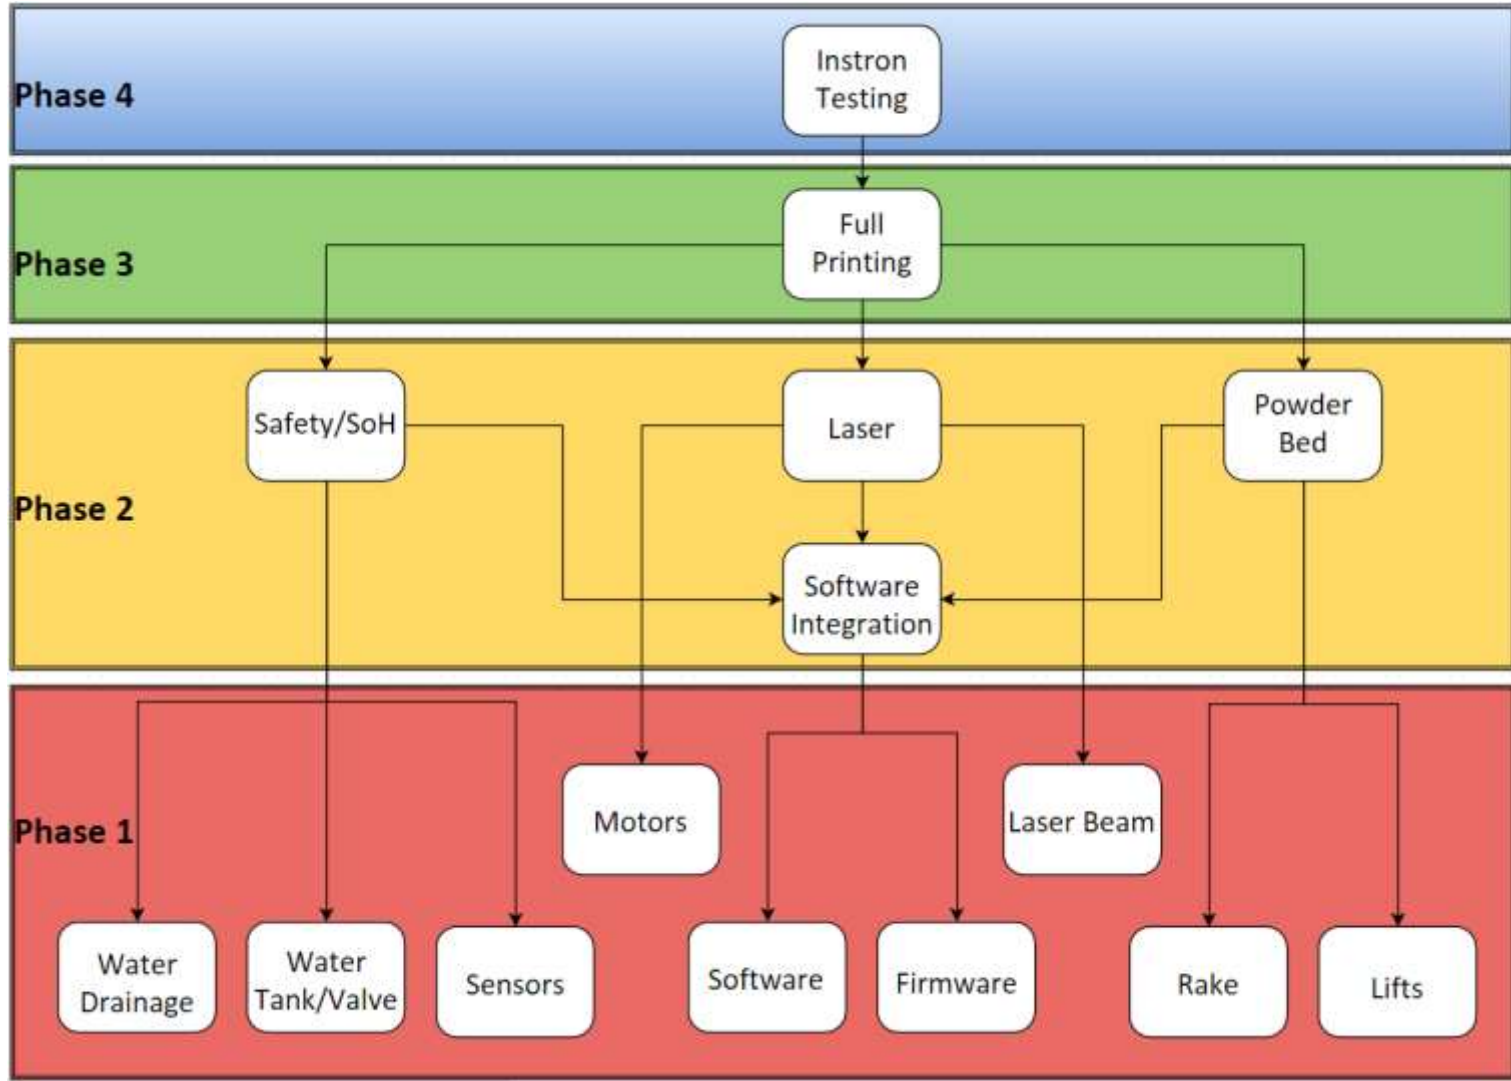 Phase 4
Instron
Testing
Phase 3
Full
Printing
Phase 2
Safety/SoH
Laser
Powder
Bed
Software
Integration
Phase 1
Motors
Laser Beam
Water
Drainage
Water
Tank/Valve
Sensors
Software
Firmware
Rake
Lifts